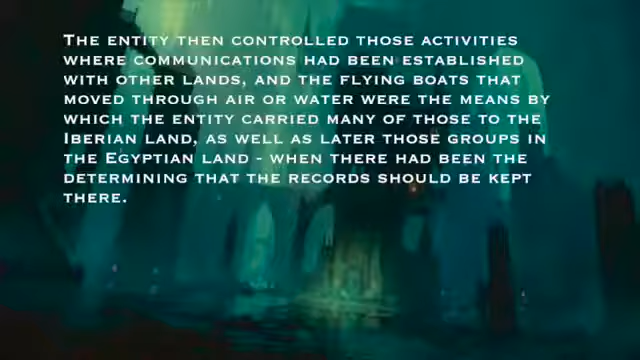 The entity then controlled those activities
where communications had been established
with other lands, and the flying boats that
moved through air or water were the means by
which the entity carried many of those to the
Iberian land, as well as later those groups in
the Egyptian land - when there had been the
determining that the records should be kept
there.